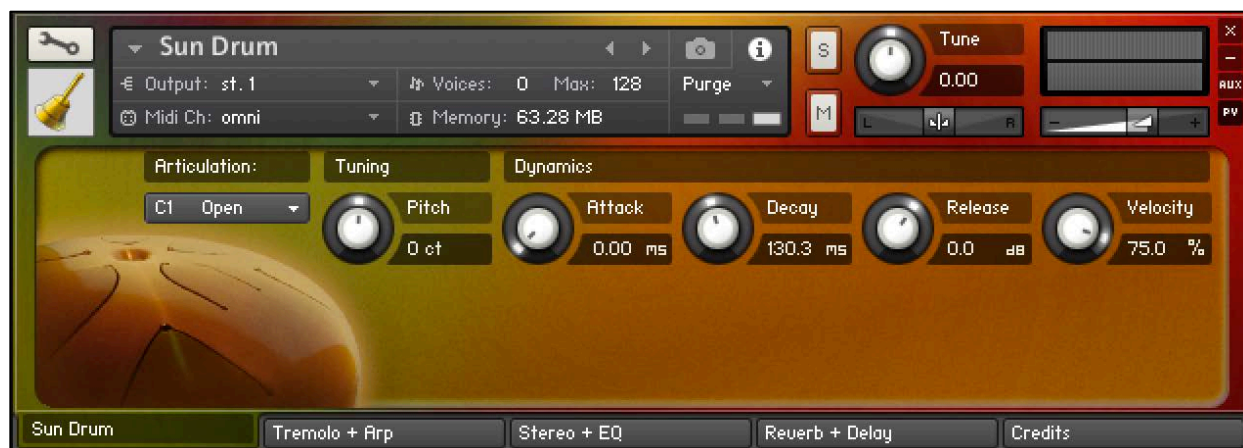 Sun Drum
Output: st. 1
Voices: 0 Max: 128
Purge
Midi Ch: omni
Memory: 63.28 MB
S
M
Tune
0.00
L
R
-
+
×
-
AUX
PV
Articulation:
Tuning
Dynamics
C1 Open
Pitch
0 ct
Attack
0.00 ms
Decay
130.3 ms
Release
0.0 dB
Velocity
75.0 %
Sun Drum
Tremolo + Arp
Stereo + EQ
Reverb + Delay
Credits